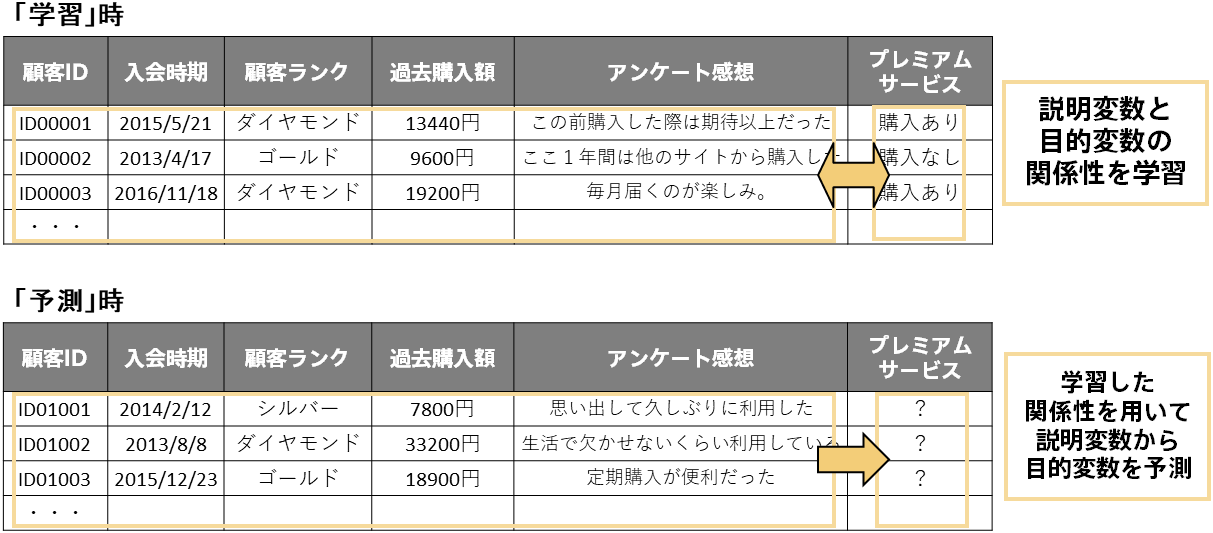 「学習」時
顧客ID 入会時期 顧客ランク 過去購入額 アンケート感想 プレミアム
サービス
ID00001 2015/5/21 ダイヤモンド 13440円 この前購入した際は期待以上だった 購入あり
ID00002 2013/4/17 ゴールド 9600円 ここ１年間は他のサイトから購入し 購入なし
ID00003 2016/11/18 ダイヤモンド 19200円 毎月届くのが楽しみ。 購入あり
・・・
説明変数と
目的変数の
関係性を学習
「予測」時
顧客ID 入会時期 顧客ランク 過去購入額 アンケート感想 プレミアム
サービス
ID01001 2014/2/12 シルバー 7800円 思い出して久しぶりに利用した ？
ID01002 2013/8/8 ダイヤモンド 33200円 生活で欠かせないくらい利用している ？
ID01003 2015/12/23 ゴールド 18900円 定期購入が便利だった ？
・・・
学習した
関係性を用いて
説明変数から
目的変数を予測